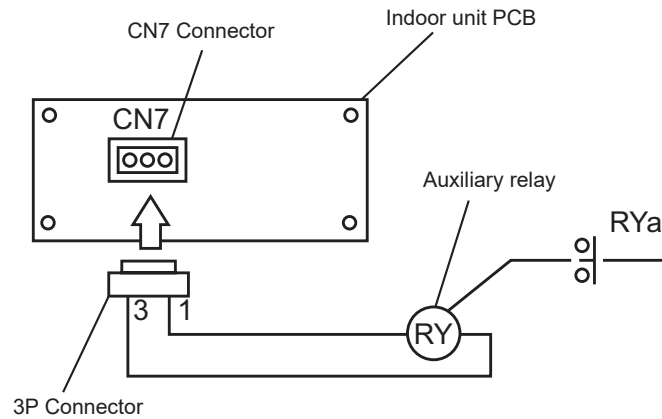 Indoor unit PCB
CN7 Connector
CN7
Auxiliary relay
RYa
3 1
RY
3P Connector